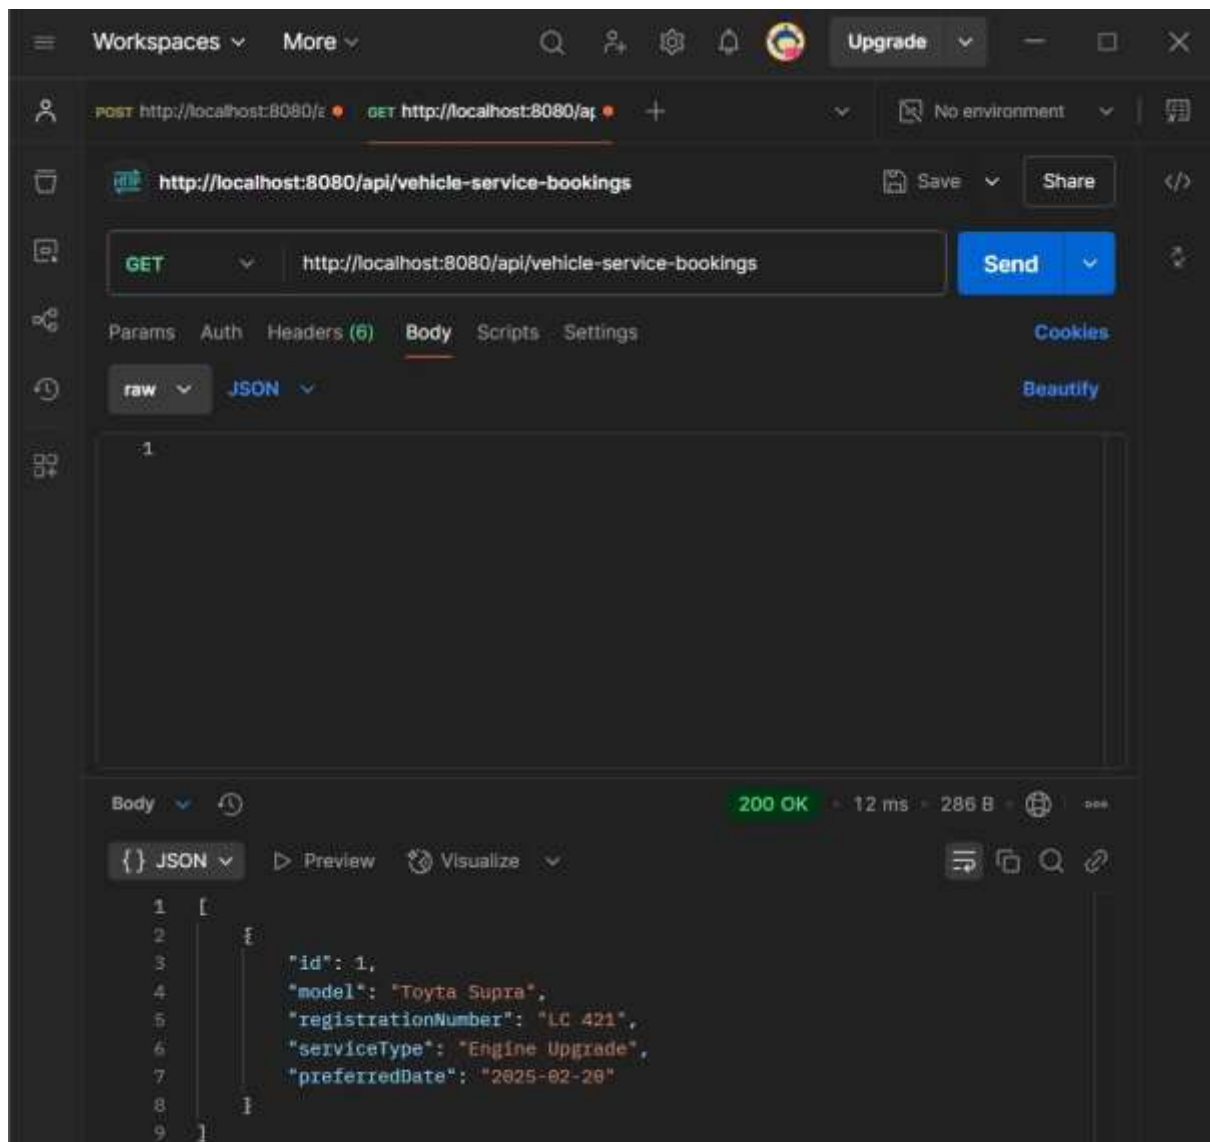 Workspaces More Upgrade
POST http://localhost:8080/a GET http://localhost:8080/ap No environment
HTTP http://localhost:8080/api/vehicle-service-bookings Save Share
GET http://localhost:8080/api/vehicle-service-bookings Send
Params Auth Headers (6) Body Scripts Settings Cookies
raw JSON Beautify
1
Body 200 OK 12 ms 286 B
{} JSON Preview Visualize
1 [
2 {
3 "id": 1,
4 "model": "Toyta Supra",
5 "registrationNumber": "LC 421",
6 "serviceType": "Engine Upgrade",
7 "preferredDate": "2025-02-20"
8 }
9 ]